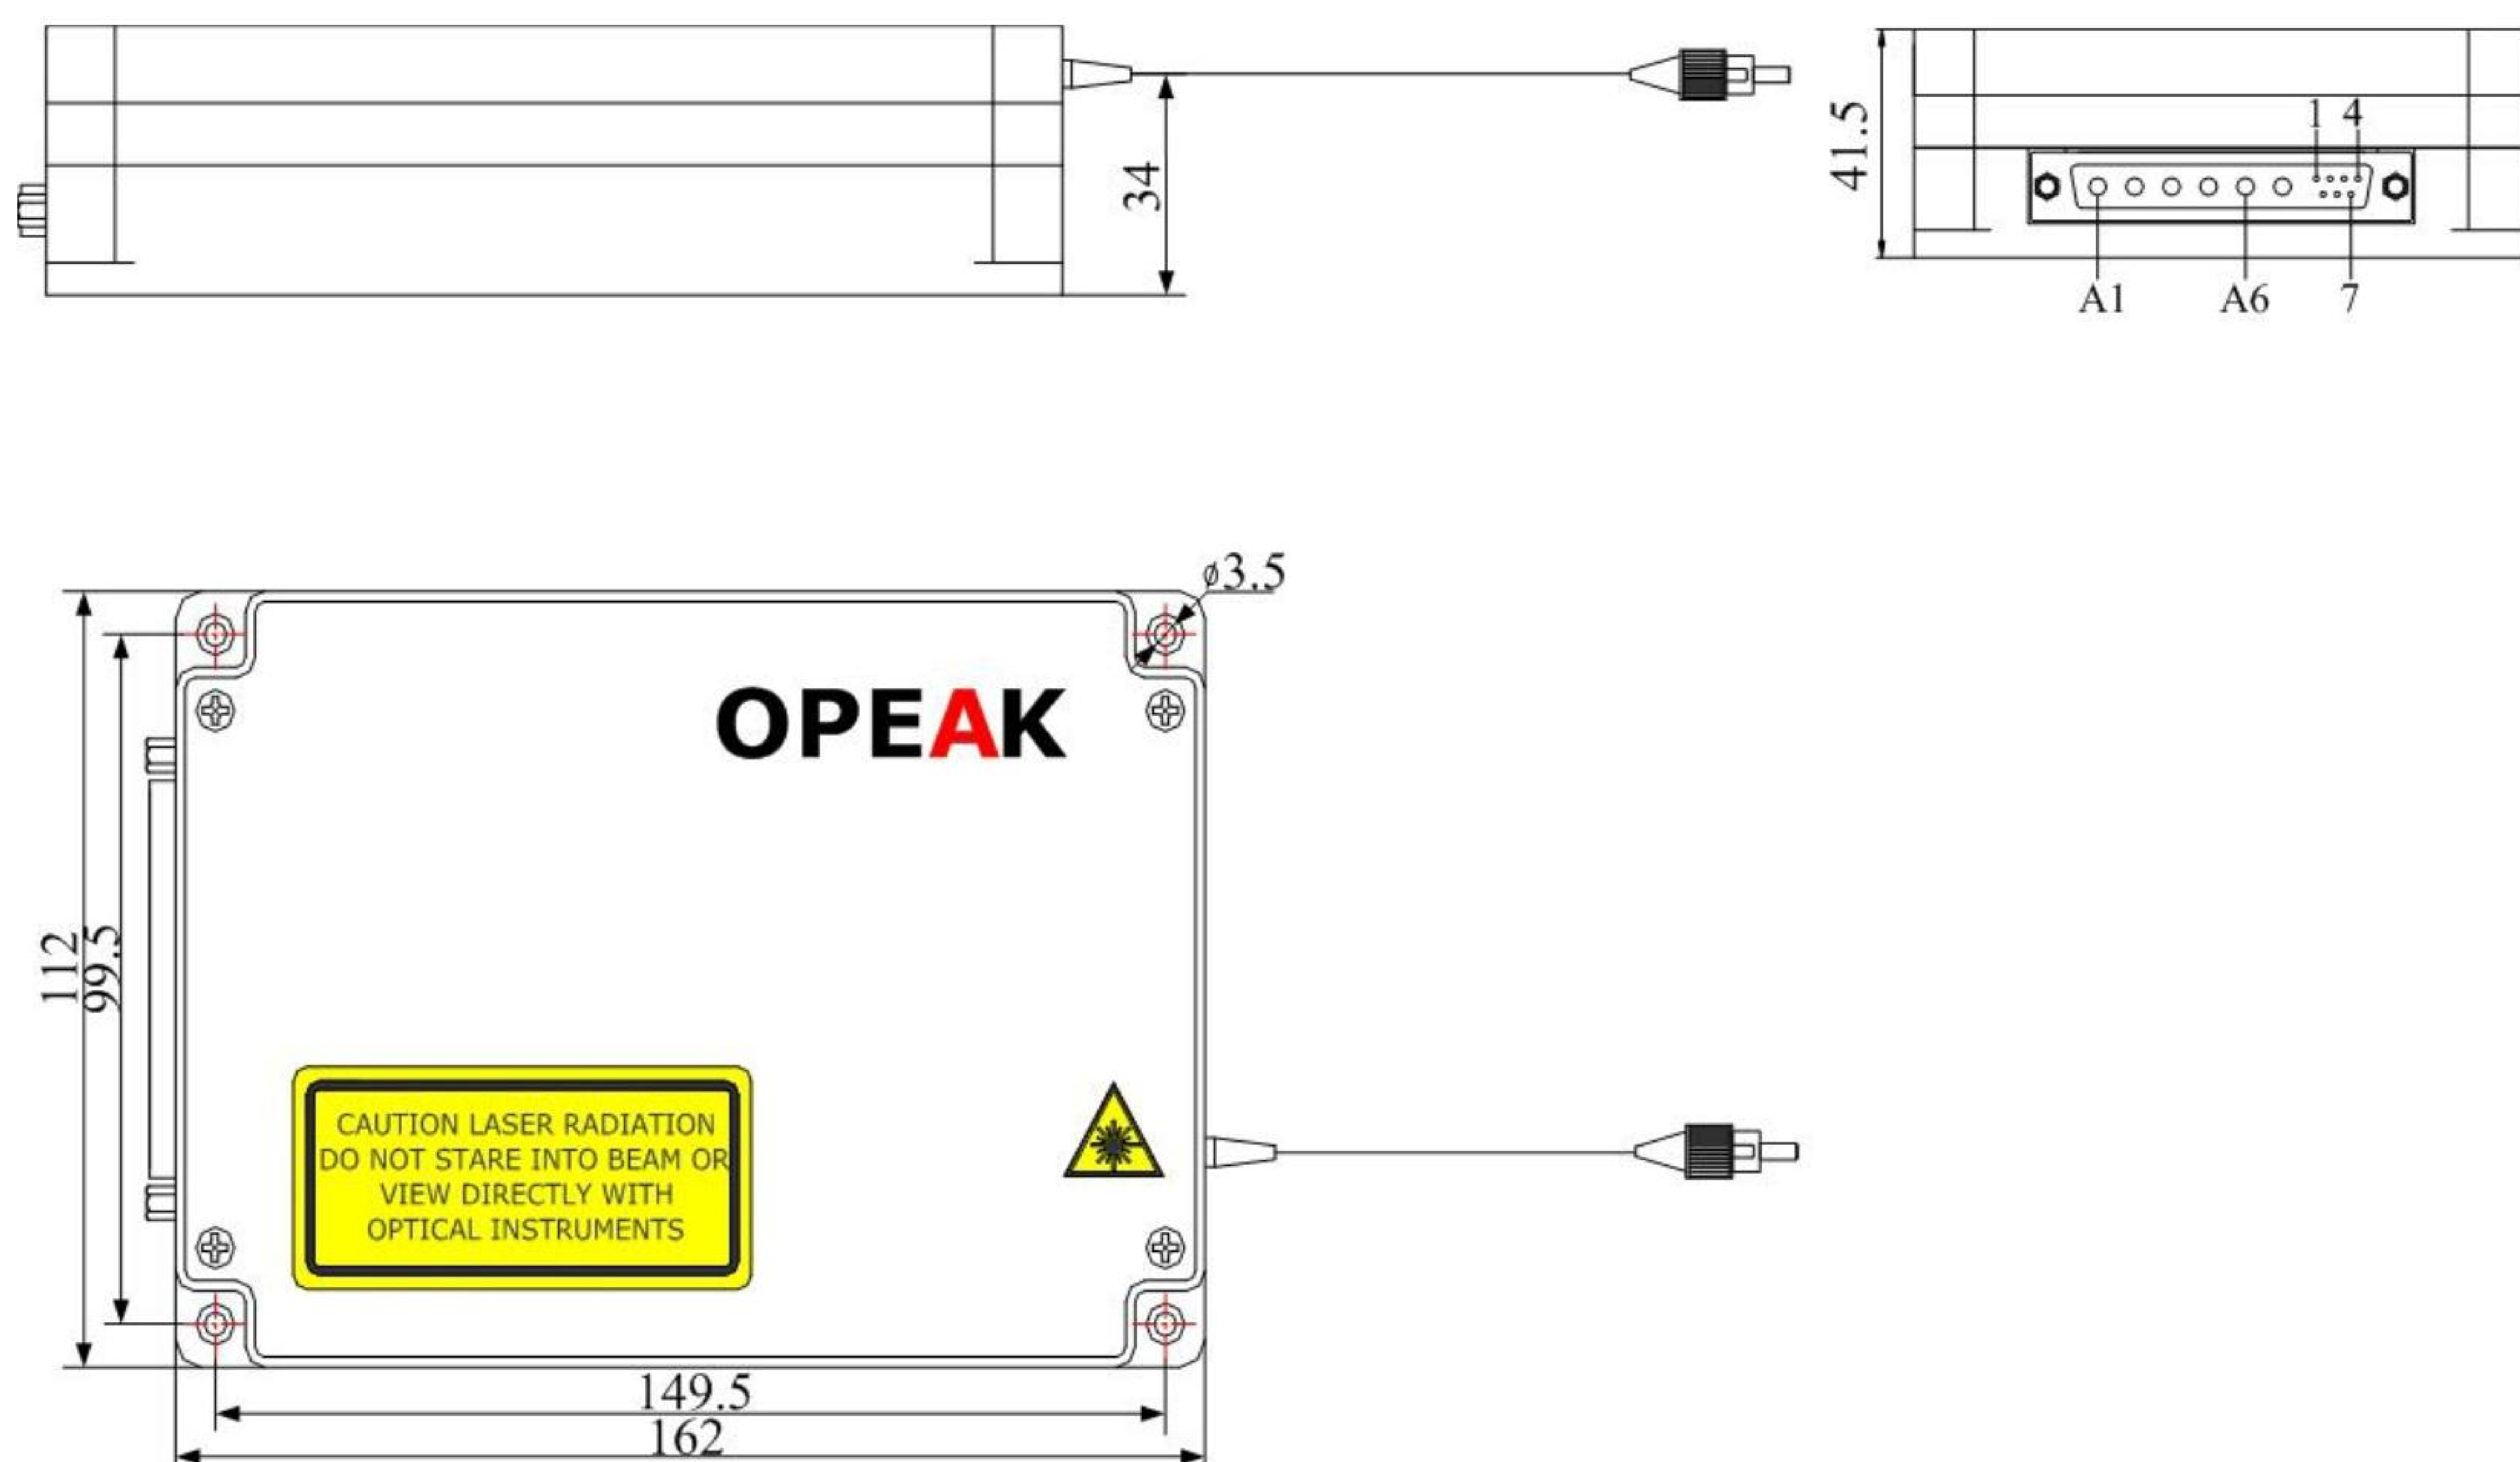 34
41.5
1 4
A1 A6 7
ø3.5
OPEAK
112
99.5
CAUTION LASER RADIATION
DO NOT STARE INTO BEAM OR
VIEW DIRECTLY WITH
OPTICAL INSTRUMENTS
149.5
162